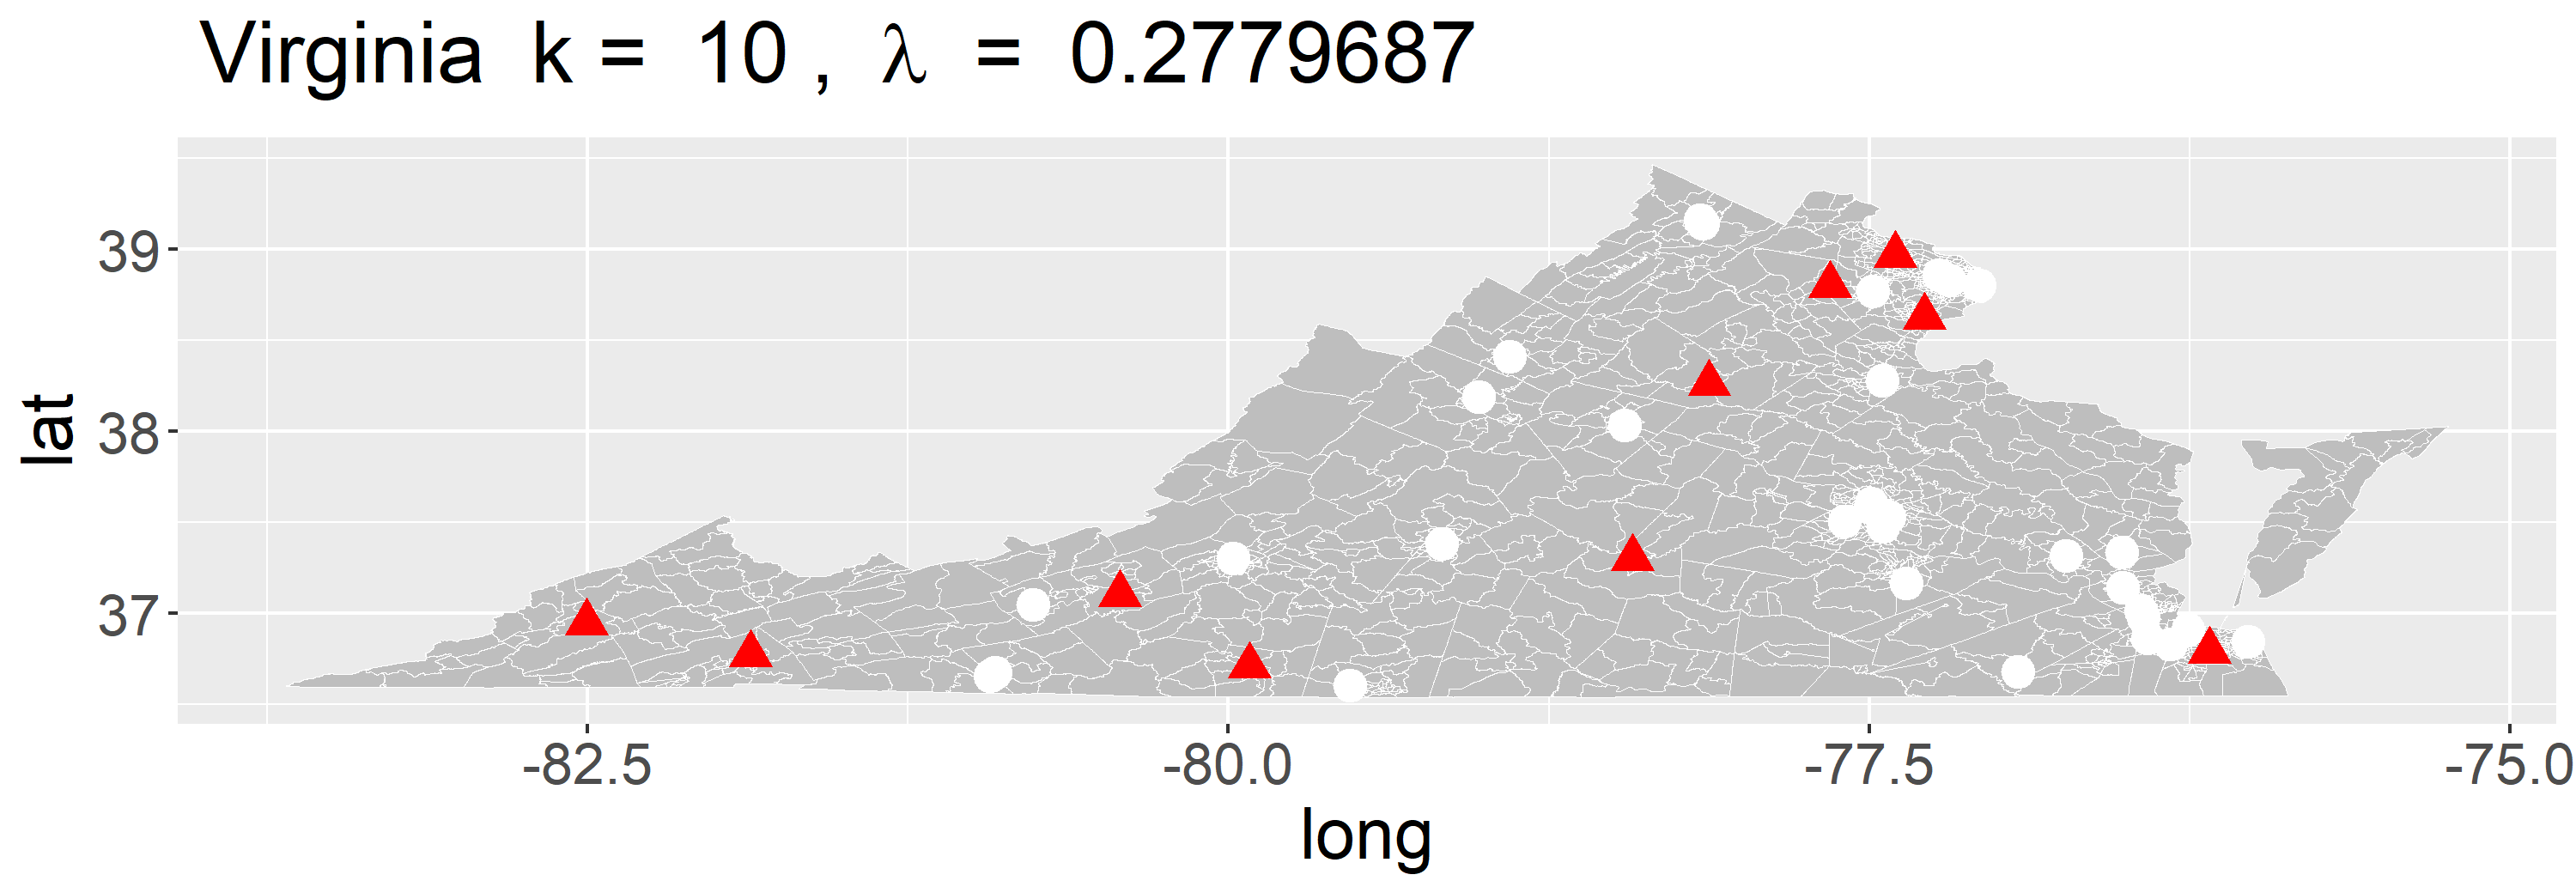 Virginia k = 10 , λ = 0.2779687
39
38
37
lat
-82.5 -80.0 -77.5 -75.0
long